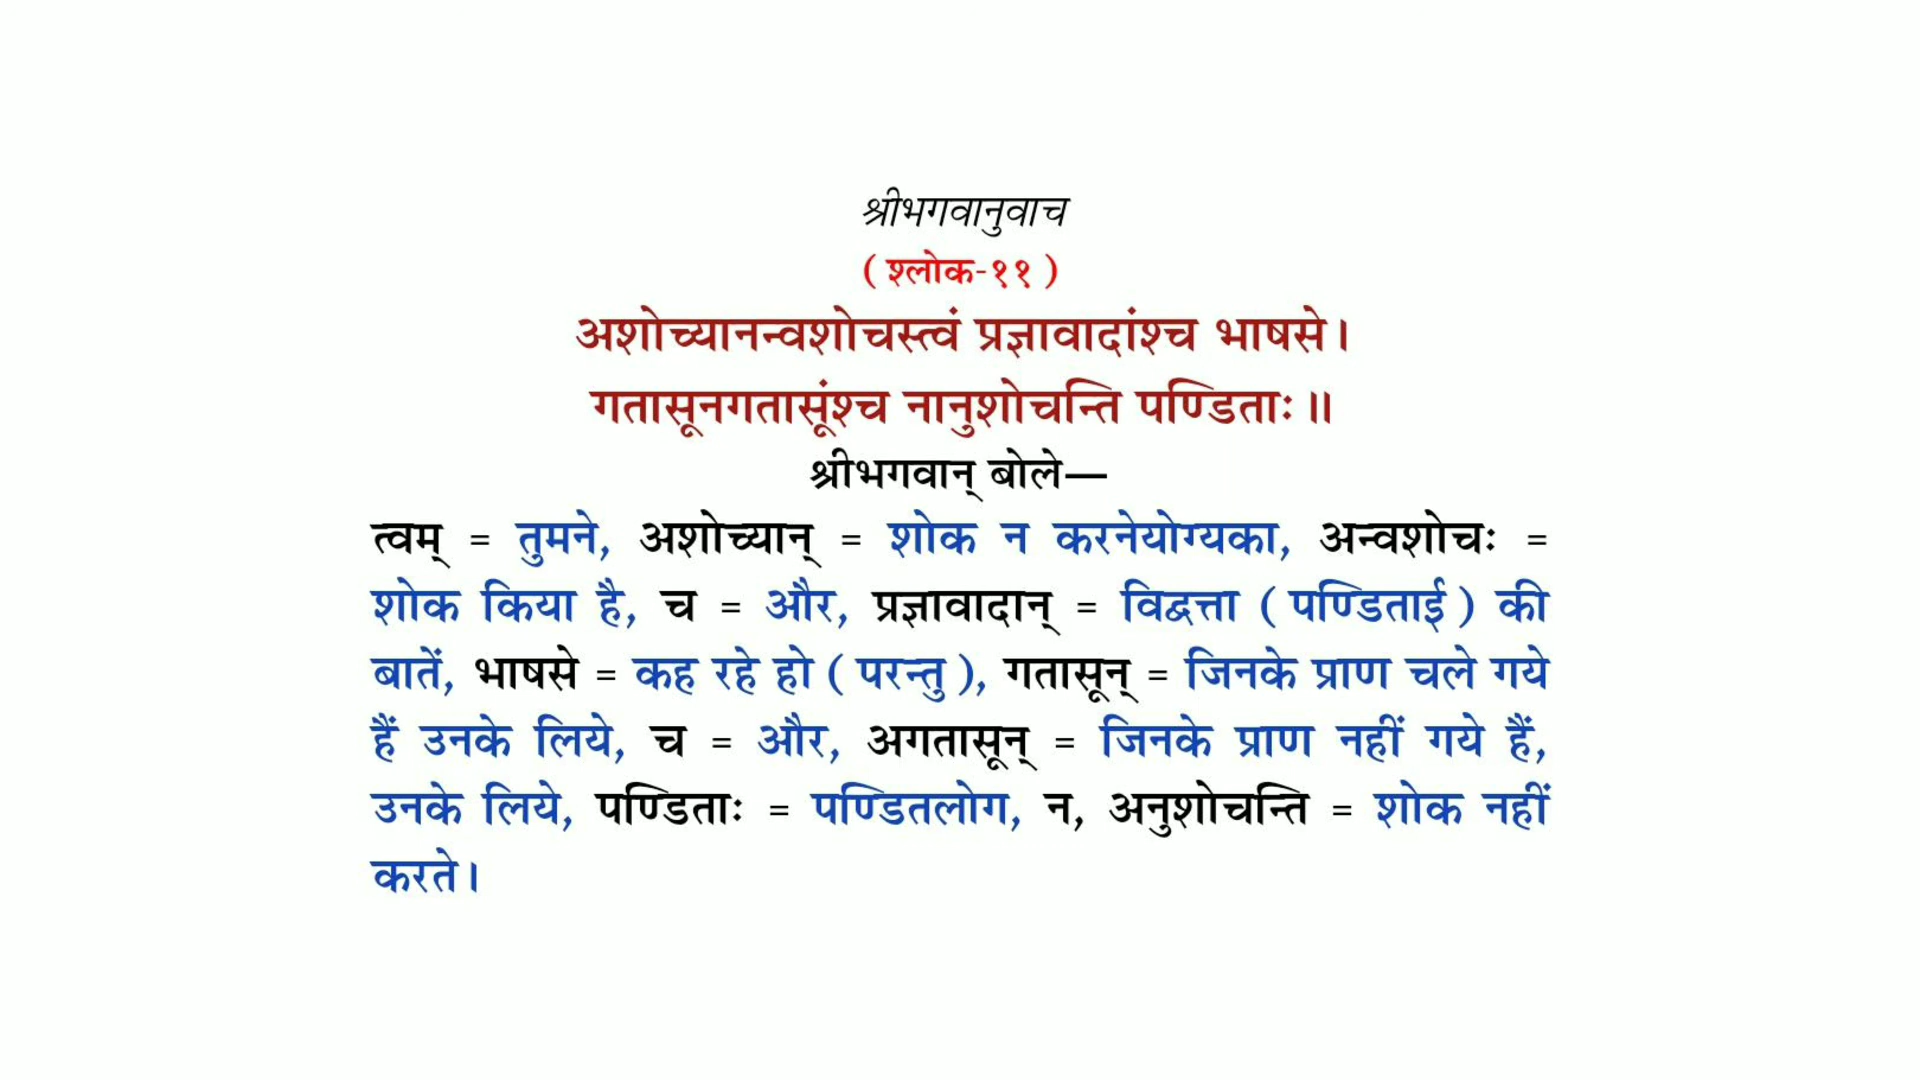 श्रीभगवानुवाच
( श्लोक-११ )
अशोच्यानन्वशोचस्त्वं प्रज्ञावादांश्च भाषसे।
गतासूनगतासूंश्च नानुशोचन्ति पण्डिताः॥
श्रीभगवान् बोले—
त्वम् = तुमने, अशोच्यान् = शोक न करनेयोग्यका, अन्वशोचः =
शोक किया है, च = और, प्रज्ञावादान् = विद्वत्ता ( पण्डिताई ) की
बातें, भाषसे = कह रहे हो ( परन्तु ), गतासून् = जिनके प्राण चले गये
हैं उनके लिये, च = और, अगतासून् = जिनके प्राण नहीं गये हैं,
उनके लिये, पण्डिताः = पण्डितलोग, न, अनुशोचन्ति = शोक नहीं
करते।